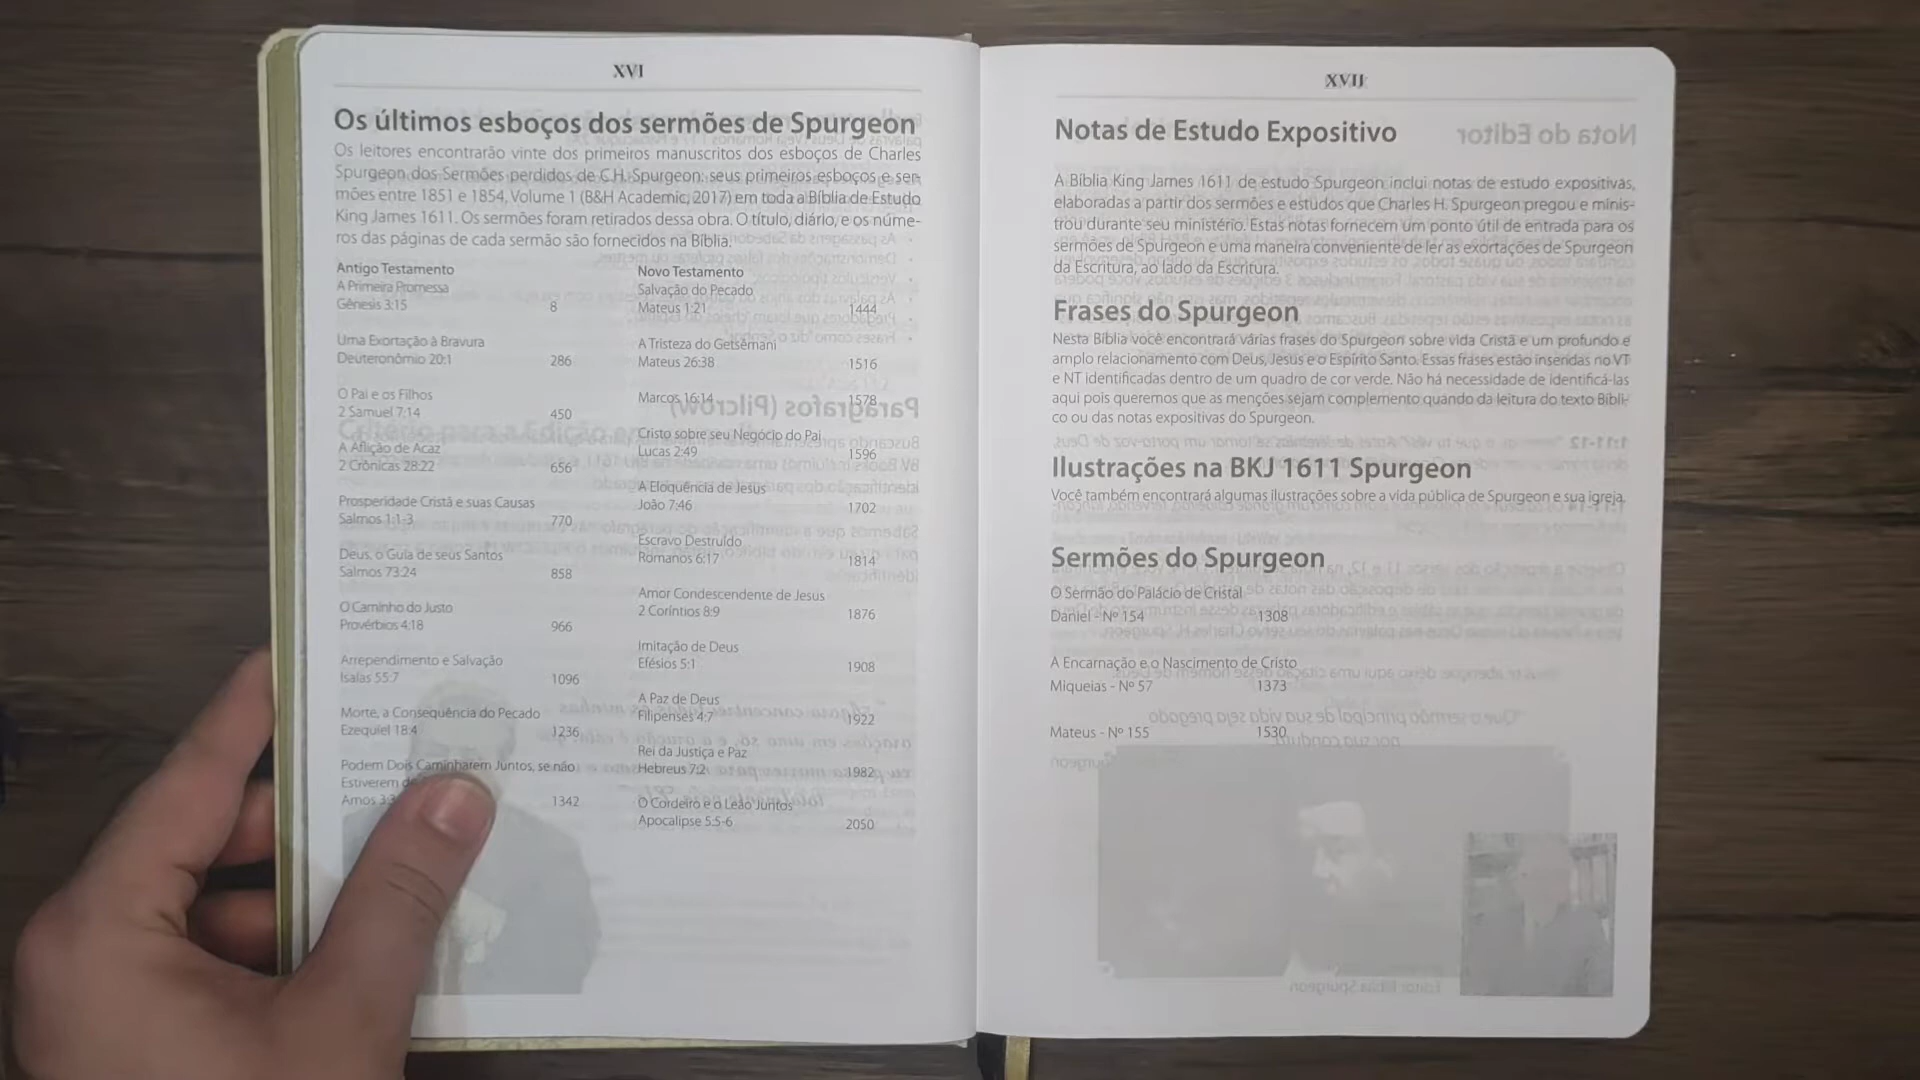 XVI
Os últimos esboços dos sermões de Spurgeon
Os leitores encontrarão vinte dos primeiros manuscritos dos esboços de Charles
Spurgeon dos Sermões perdidos de C.H. Spurgeon: seus primeiros esboços e ser-
mões entre 1851 e 1854, Volume 1 (B&H Academic, 2017) em toda a Bíblia de Estudo
King James 1611. Os sermões foram retirados dessa obra. O título, diário, e os núme-
ros das páginas de cada sermão são fornecidos na Bíblia.
Antigo Testamento
A Primeira Promessa
Gênesis 3:15 8
Uma Exortação à Bravura
Deuteronômio 20:1 286
O Pai e os Filhos
2 Samuel 7:14 450
A Aflição de Acaz
2 Crônicas 28:22 656
Prosperidade Cristã e suas Causas
Salmos 1:1-3 770
Deus, o Guia de seus Santos
Salmos 73:24 858
O Caminho do Justo
Provérbios 4:18 966
Arrependimento e Salvação
Isaías 55:7 1096
Morte, a Consequência do Pecado
Ezequiel 18:4 1236
Podem Dois Caminharem Juntos, se não
Estiverem
Amos 3:3 1342
Novo Testamento
Salvação do Pecado
Mateus 1:21 1444
A Tristeza do Getsêmani
Mateus 26:38 1516
Marcos 16:14 1578
Cristo sobre seu Negócio do Pai
Lucas 2:49 1596
A Eloquência de Jesus
João 7:46 1702
Escravo Destruído
Romanos 6:17 1814
Amor Condescendente de Jesus
2 Coríntios 8:9 1876
Imitação de Deus
Efésios 5:1 1908
A Paz de Deus
Filipenses 4:7 1922
Rei da Justiça e Paz
Hebreus 7:2 1982
O Cordeiro e o Leão Juntos
Apocalipse 5:5-6 2050
XVII
Notas de Estudo Expositivo
A Bíblia King James 1611 de estudo Spurgeon inclui notas de estudo expositivas,
elaboradas a partir dos sermões e estudos que Charles H. Spurgeon pregou e minis-
trou durante seu ministério. Estas notas fornecem um ponto útil de entrada para os
sermões de Spurgeon e uma maneira conveniente de ler as exortações de Spurgeon
da Escritura, ao lado da Escritura.
Frases do Spurgeon
Nesta Bíblia você encontrará várias frases do Spurgeon sobre vida Cristã e um profundo e
amplo relacionamento com Deus, Jesus e o Espírito Santo. Essas frases estão inseridas no VT
e NT identificadas dentro de um quadro de cor verde. Não há necessidade de identificá-las
aqui pois queremos que as menções sejam complemento quando da leitura do texto Bíbli-
co ou das notas expositivas do Spurgeon.
Ilustrações na BKJ 1611 Spurgeon
Você também encontrará algumas ilustrações sobre a vida pública de Spurgeon e sua igreja.
Sermões do Spurgeon
O Sermão do Palácio de Cristal
Daniel - Nº 154 1308
A Encarnação e o Nascimento de Cristo
Miqueias - Nº 57 1373
Mateus - Nº 155 1530